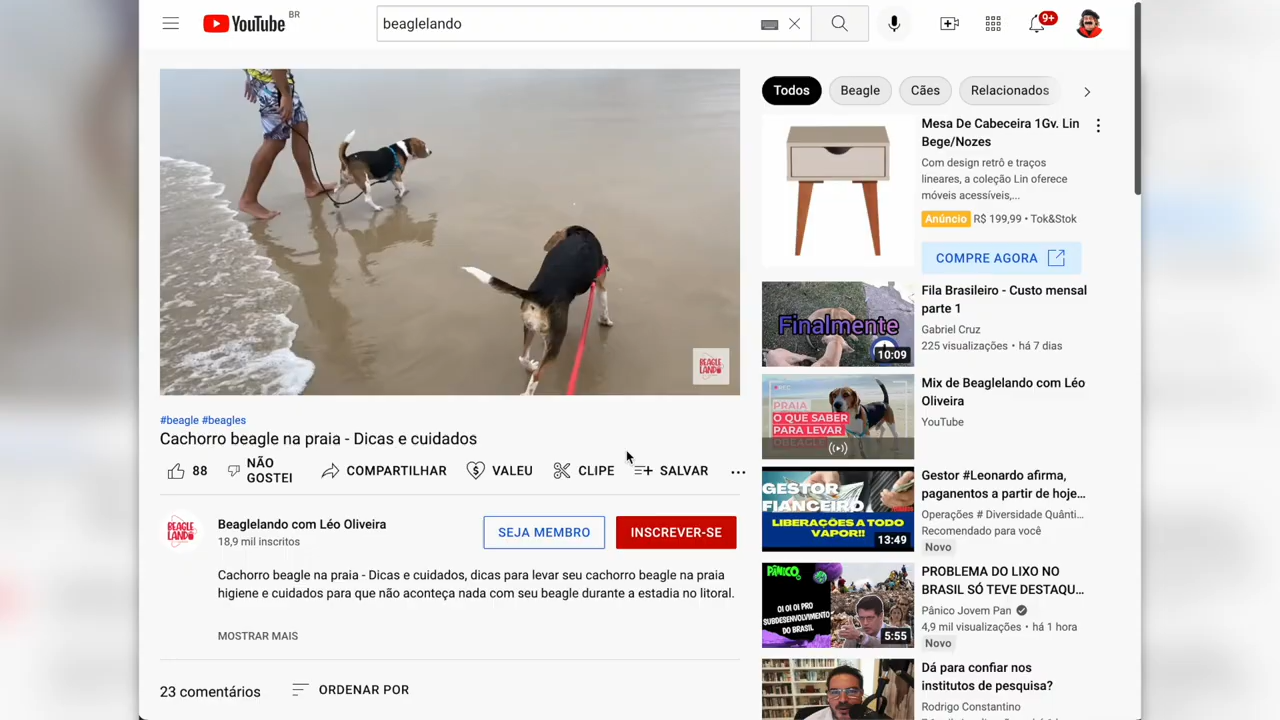 YouTube BR
beaglelando
9+
BEAGLE
LANDO
#beagle #beagles
Cachorro beagle na praia - Dicas e cuidados
88
NÃO
GOSTEI
COMPARTILHAR
VALEU
CLIPE
SALVAR
BEAGLE
LANDO
Beaglelando com Léo Oliveira
18,9 mil inscritos
SEJA MEMBRO
INSCREVER-SE
Cachorro beagle na praia - Dicas e cuidados, dicas para levar seu cachorro beagle na praia
higiene e cuidados para que não aconteça nada com seu beagle durante a estadia no litoral.
MOSTRAR MAIS
23 comentários
ORDENAR POR
Todos
Beagle
Cães
Relacionados
Mesa De Cabeceira 1Gv. Lin
Bege/Nozes
Com design retrô e traços
lineares, a coleção Lin oferece
móveis acessíveis,...
Anúncio R$ 199,99 • Tok&Stok
COMPRE AGORA
Finalmente
10:09
Fila Brasileiro - Custo mensal
parte 1
Gabriel Cruz
225 visualizações • há 7 dias
PRAIA
O QUE SABER
PARA LEVAR
Mix de Beaglelando com Léo
Oliveira
YouTube
GESTOR
FIANCEIRO
LIBERAÇÕES A TODO
VAPOR!!
13:49
Gestor #Leonardo afirma,
paganentos a partir de hoje...
Operações # Diversidade Quânti...
Recomendado para você
Novo
PÂNICO
OI OI OI PRO
SUBDESENVOLVIMENTO
DO BRASIL
5:55
PROBLEMA DO LIXO NO
BRASIL SÓ TEVE DESTAQU...
Pânico Jovem Pan
4,9 mil visualizações • há 1 hora
Novo
Dá para confiar nos
institutos de pesquisa?
Rodrigo Constantino